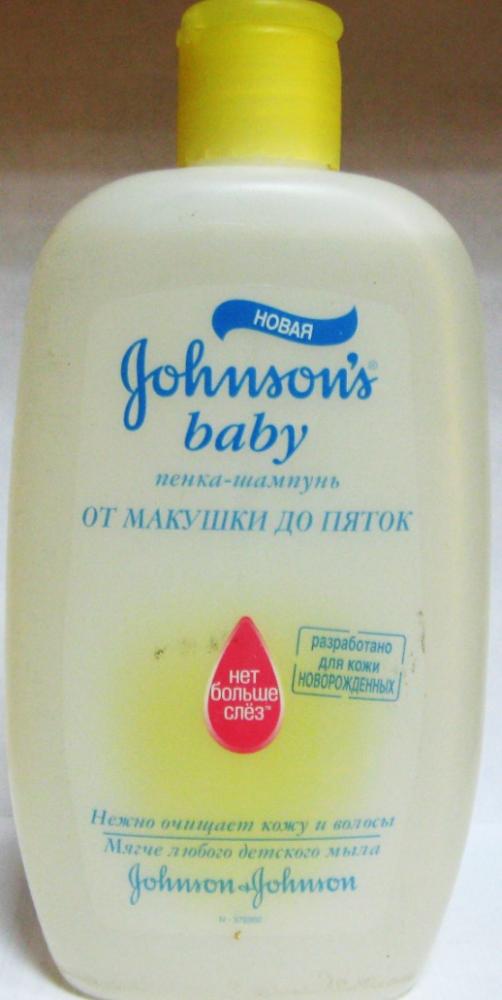 НОВАЯ
Johnson's®
baby
пенка-шампунь
ОТ МАКУШКИ ДО ПЯТОК
нет
больше
слёз™
разработано
для кожи
НОВОРОЖДЕННЫХ
Нежно очищает кожу и волосы
Мягче любого детского мыла
Johnson & Johnson